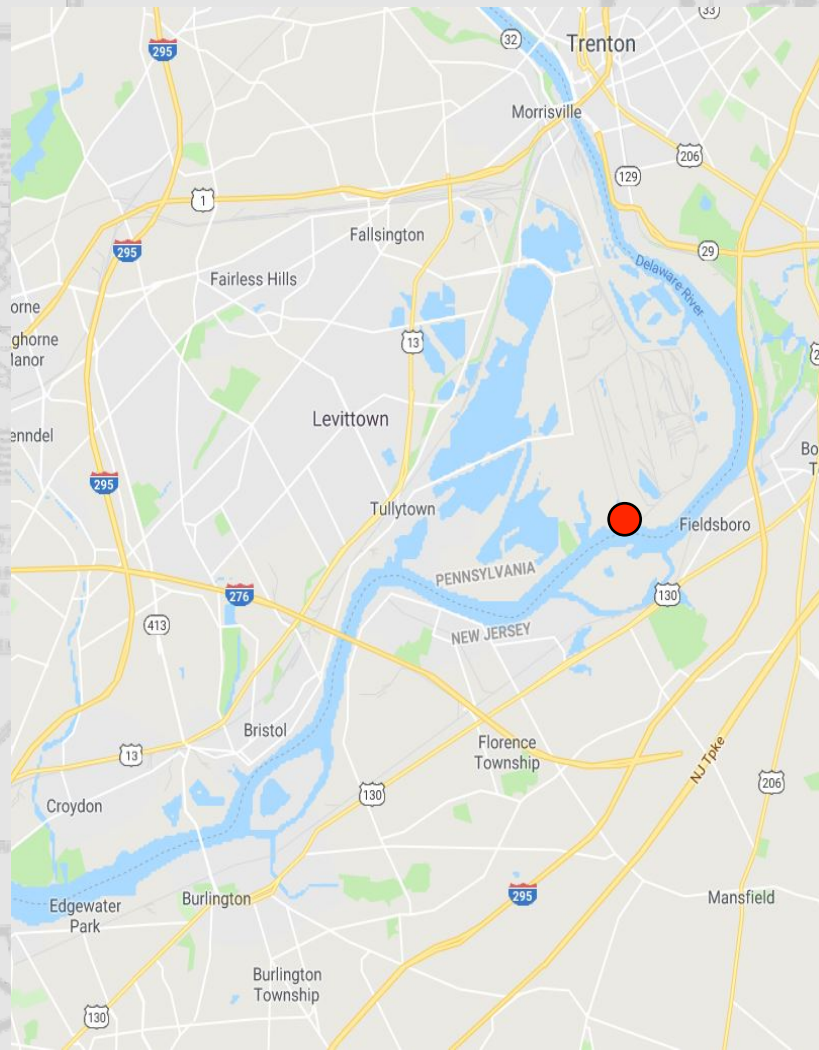 33
295
32
Trenton
Morrisville
206
129
1
Fallsington
295
29
Fairless Hills
Delaware River
orne
ghorne
Manor
13
Levittown
enndel
295
Tullytown
Fieldsboro
PENNSYLVANIA
276
130
413
NEW JERSEY
Bristol
Florence
Township
13
NJ Tpke
130
206
Croydon
295
Mansfield
Edgewater
Park
Burlington
Burlington
Township
130